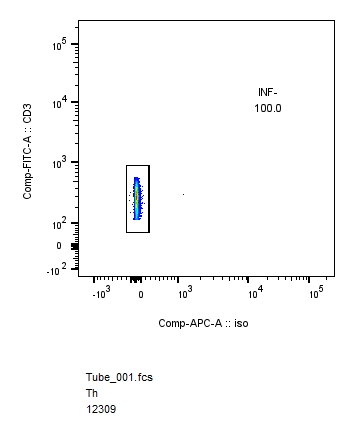 10^5
INF-
100.0
10^4
10^3
10^2
0
-10^2
Comp-FITC-A :: CD3
-10^3 0 10^3 10^4 10^5
Comp-APC-A :: iso
Tube_001.fcs
Th
12309